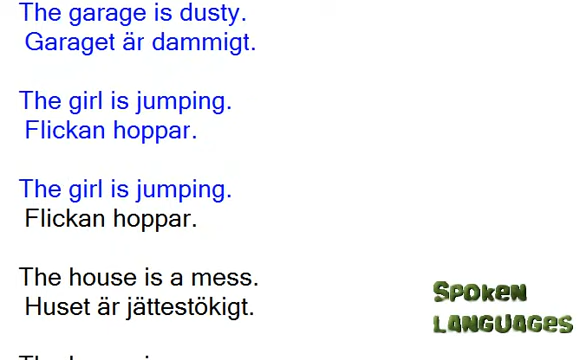 The garage is dusty.
Garaget är dammigt.
The girl is jumping.
Flickan hoppar.
The girl is jumping.
Flickan hoppar.
The house is a mess.
Huset är jättestökigt.
Spoken
Languages